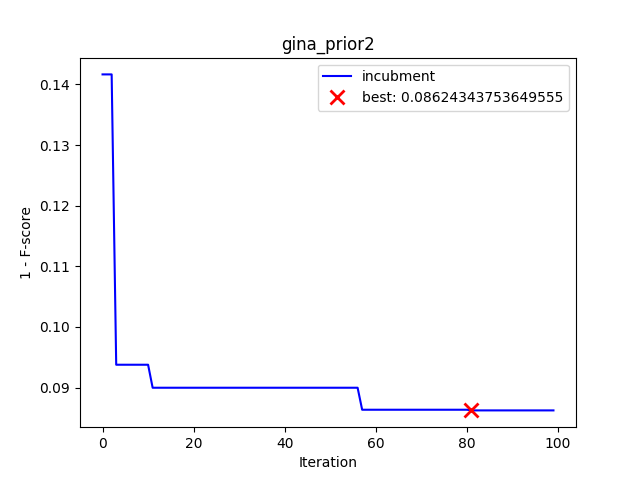 gina_prior2
incubment
best: 0.08624343753649555
1 - F-score
0.14
0.13
0.12
0.11
0.10
0.09
0
20
40
60
80
100
Iteration